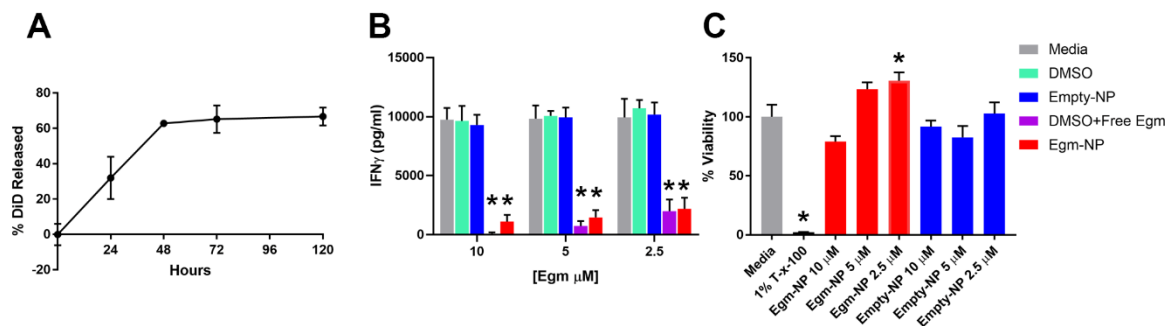 A
% DiD Released
80
60
40
20
0
-20
24 48 72 96 120
Hours
B
IFNγ (pg/ml)
15000
10000
5000
0
* *
* *
* *
10 5 2.5
[Egm µM]
C
% Viability
150
100
50
0
*
*
Media
1% T-x-100
Egm-NP 10 µM
Egm-NP 5 µM
Egm-NP 2.5 µM
Empty-NP 10 µM
Empty-NP 5 µM
Empty-NP 2.5 µM
Media
DMSO
Empty-NP
DMSO+Free Egm
Egm-NP